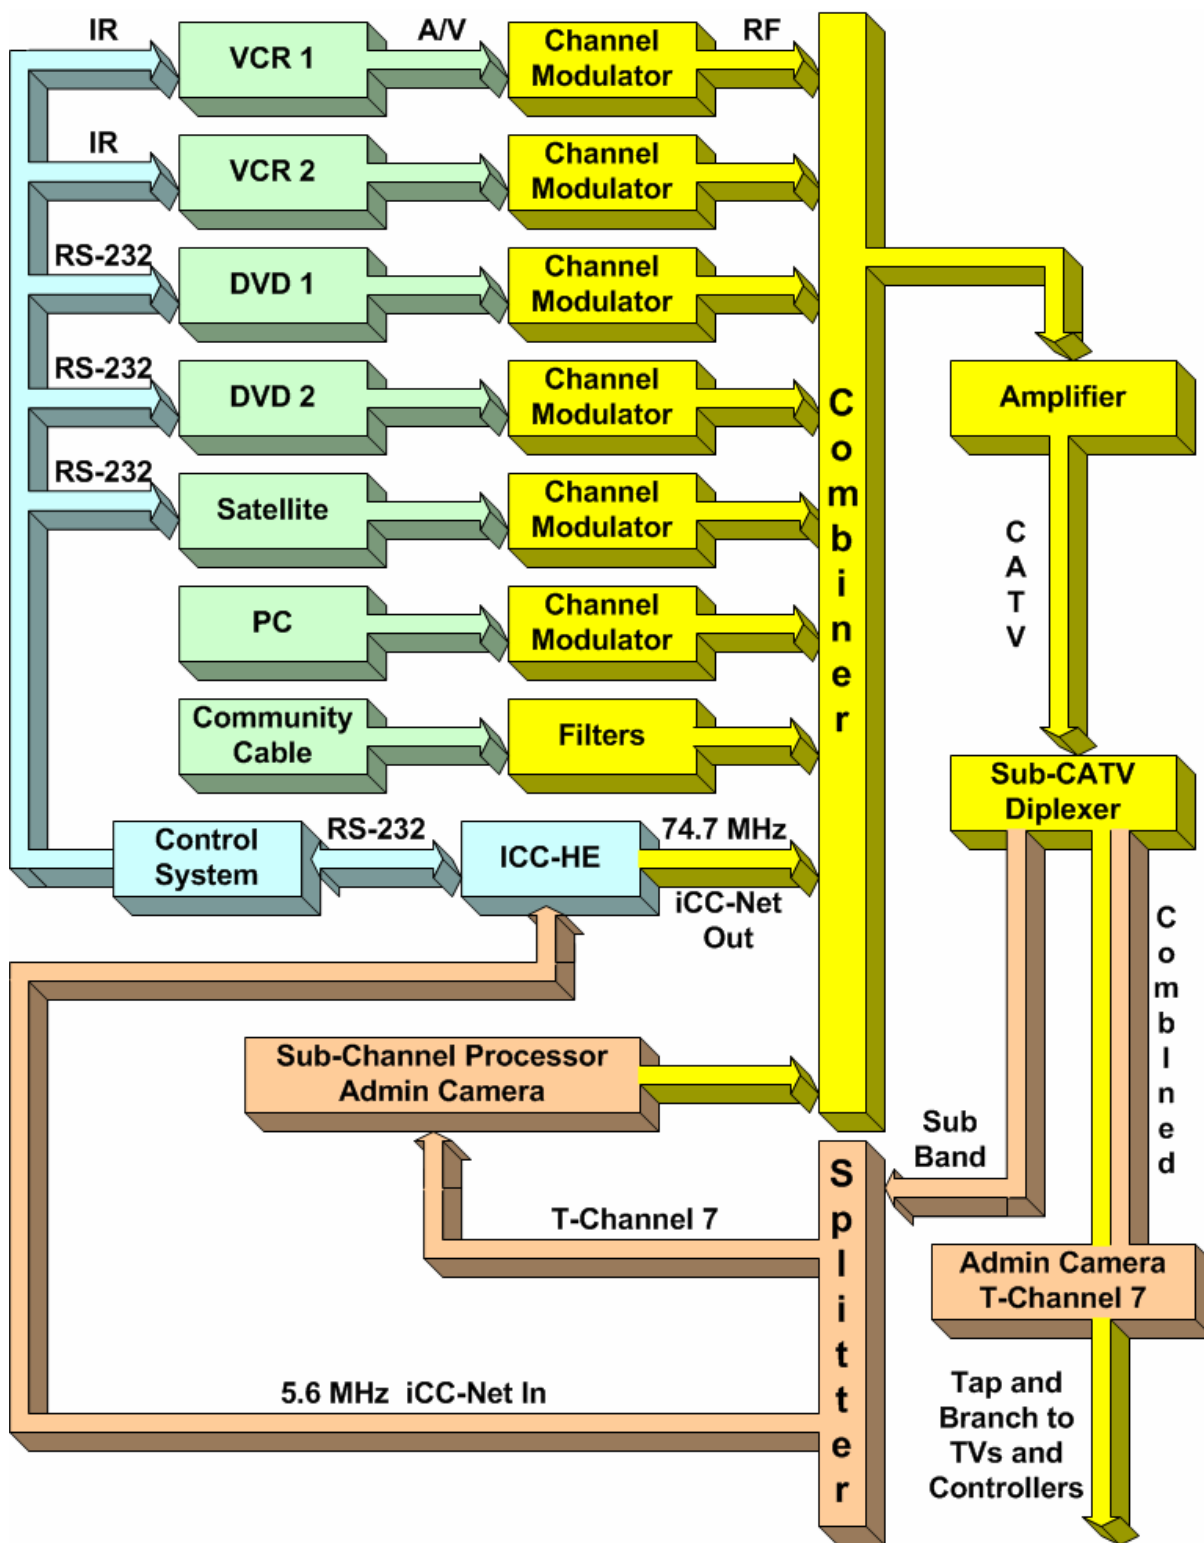 IR
VCR 1
A/V
Channel
Modulator
RF
IR
VCR 2
Channel
Modulator
RS-232
DVD 1
Channel
Modulator
RS-232
DVD 2
Channel
Modulator
RS-232
Satellite
Channel
Modulator
PC
Channel
Modulator
Community
Cable
Filters
Control
System
RS-232
ICC-HE
74.7 MHz
iCC-Net
Out
Combiner
Amplifier
CATV
Sub-CATV
Diplexer
CombIned
Sub-Channel Processor
Admin Camera
Sub
Band
Splitter
T-Channel 7
Admin Camera
T-Channel 7
5.6 MHz iCC-Net In
Tap and
Branch to
TVs and
Controllers